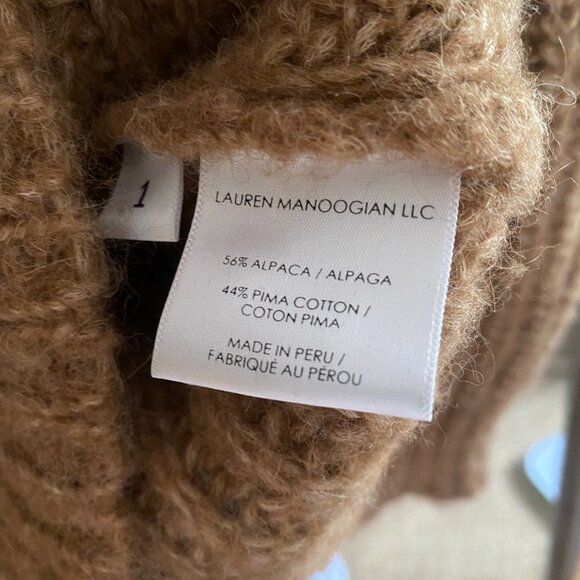 1
LAUREN MANOOGIAN LLC
56% ALPACA / ALPAGA
44% PIMA COTTON /
COTON PIMA
MADE IN PERU /
FABRIQUÉ AU PÉROU